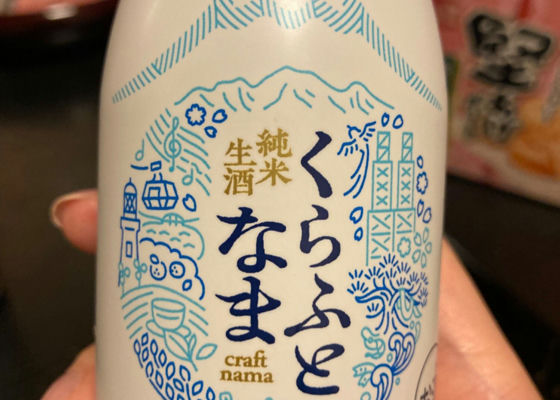 くらふと
なま
純米
生酒
craft
nama